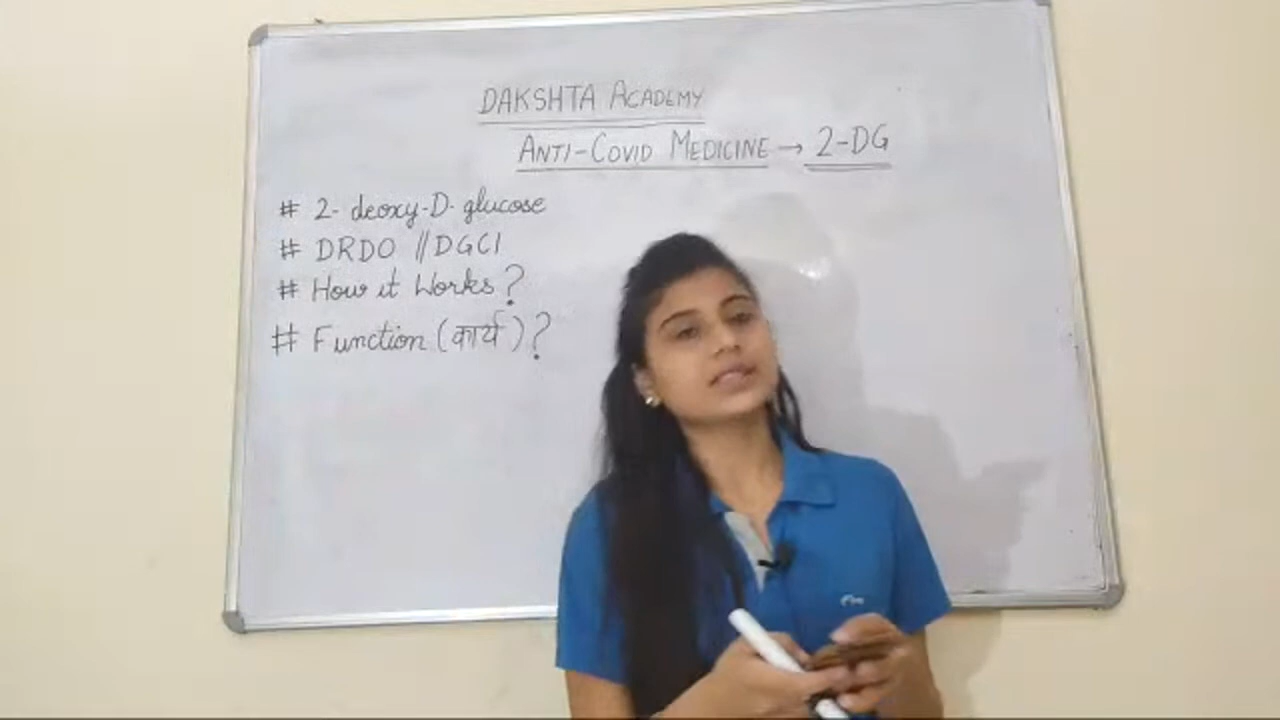 DAKSHTA ACADEMY
ANTI-COVID MEDICINE → 2-DG
# 2- deoxy-D-glucose
# DRDO //DGCI
# How it Works ?
# Function (कार्य) ?